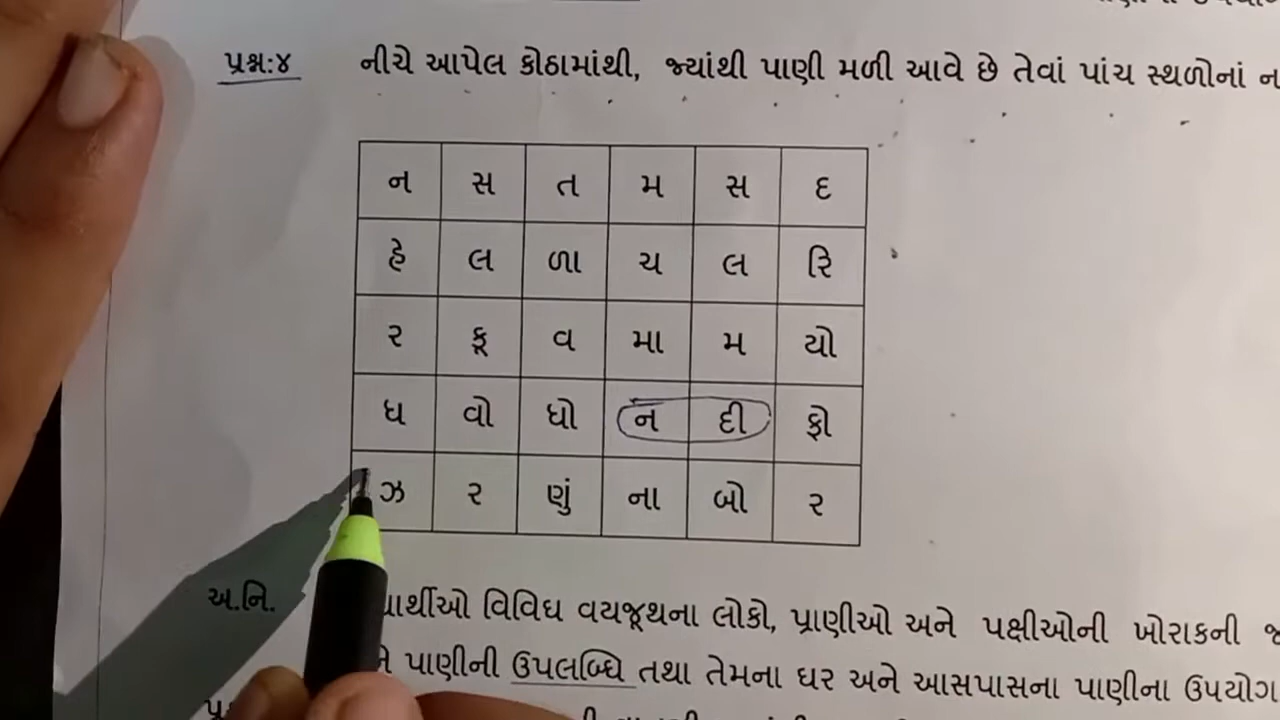 પ્રશ્ન:૪ નીચે આપેલ કોઠામાંથી, જ્યાંથી પાણી મળી આવે છે તેવાં પાંચ સ્થળોનાં
ન સ ત મ સ દ
હે લ ળા ચ લ રિ
ર કૂ વ મા મ યો
ધ વો ધો ન દી ફો
ઝ ર ણું ના બો ર
અ.નિ. વિવિધ વયજૂથના લોકો, પ્રાણીઓ અને પક્ષીઓની ખોરાકની
પાણીની ઉપલબ્ધિ તથા તેમના ઘર અને આસપાસના પાણીના ઉપયોગ